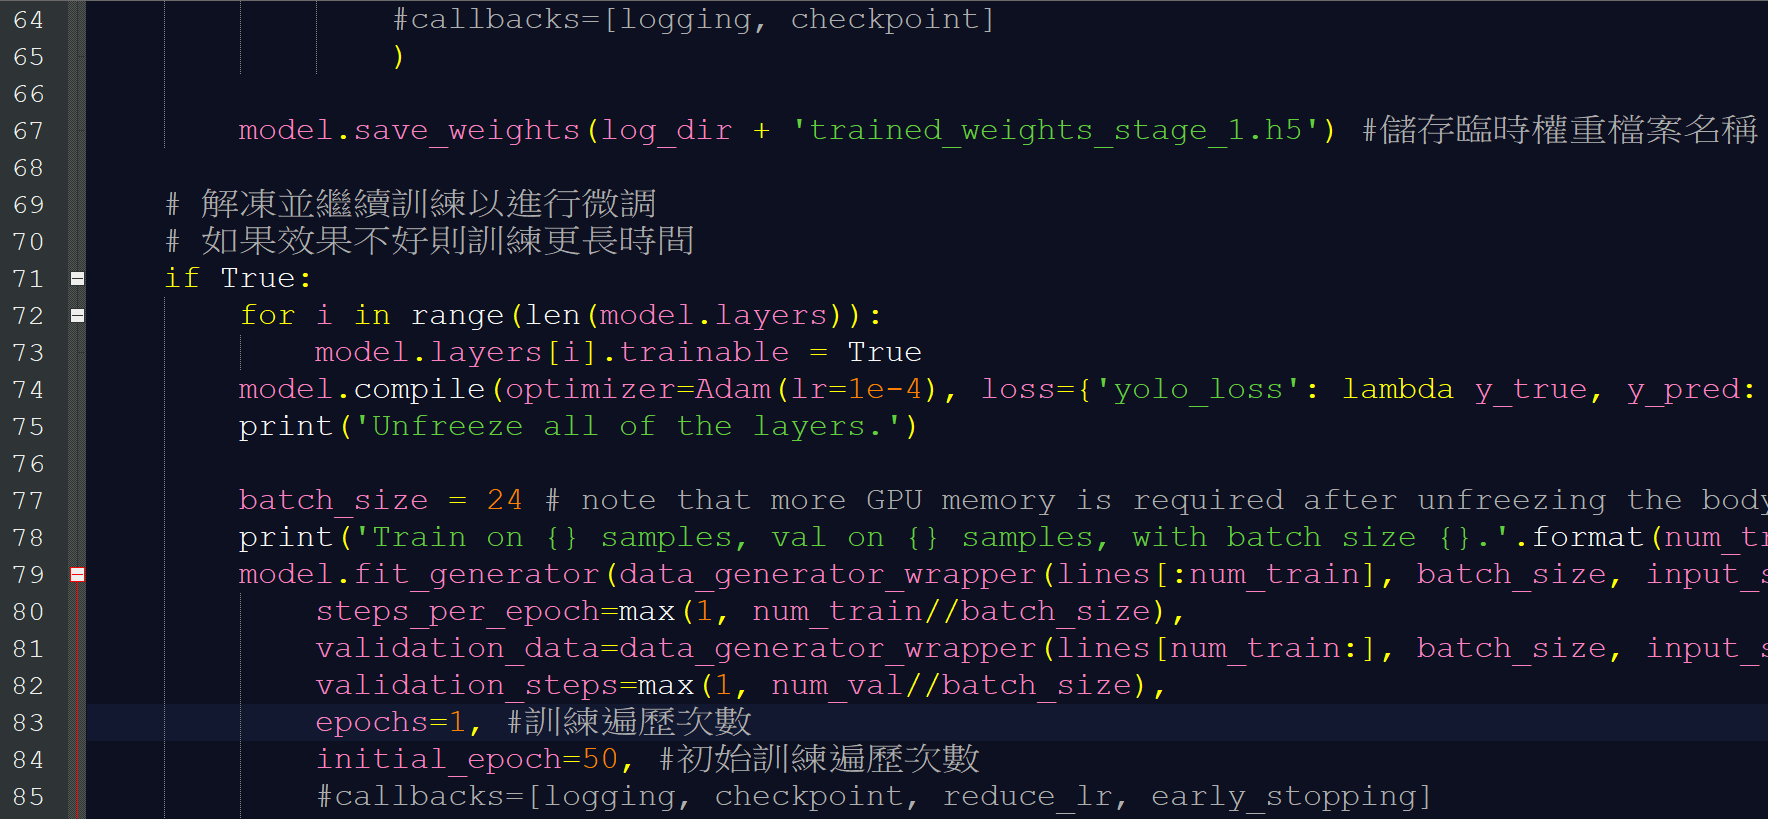 64 #callbacks=[logging, checkpoint]
65 )
66
67 model.save_weights(log_dir + 'trained_weights_stage_1.h5') #儲存臨時權重檔案名稱
68
69 # 解凍並繼續訓練以進行微調
70 # 如果效果不好則訓練更長時間
71 if True:
72 for i in range(len(model.layers)):
73 model.layers[i].trainable = True
74 model.compile(optimizer=Adam(lr=1e-4), loss={'yolo_loss': lambda y_true, y_pred:
75 print('Unfreeze all of the layers.')
76
77 batch_size = 24 # note that more GPU memory is required after unfreezing the body
78 print('Train on {} samples, val on {} samples, with batch size {}.'.format(num_tr
79 model.fit_generator(data_generator_wrapper(lines[:num_train], batch_size, input_s
80 steps_per_epoch=max(1, num_train//batch_size),
81 validation_data=data_generator_wrapper(lines[num_train:], batch_size, input_s
82 validation_steps=max(1, num_val//batch_size),
83 epochs=1, #訓練遍歷次數
84 initial_epoch=50, #初始訓練遍歷次數
85 #callbacks=[logging, checkpoint, reduce_lr, early_stopping]